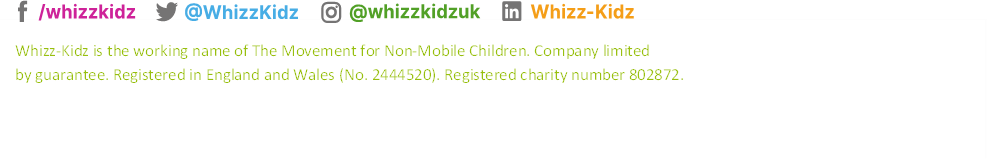 /whizzkidz @WhizzKidz @whizzkidzuk Whizz-Kidz
Whizz-Kidz is the working name of The Movement for Non-Mobile Children. Company limited
by guarantee. Registered in England and Wales (No. 2444520). Registered charity number 802872.